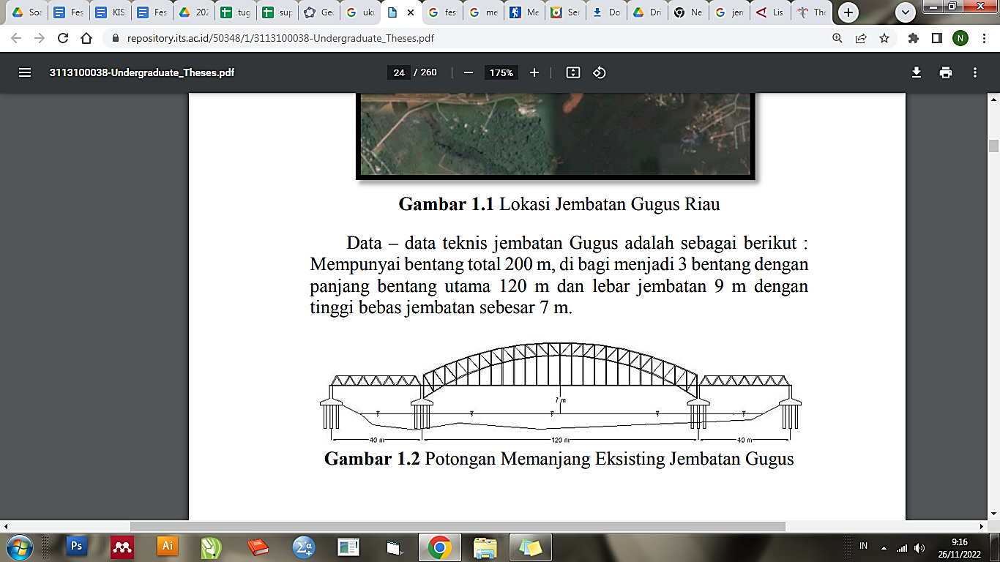 Soa
Fes
KIS
Fes
202
tug
sup
Geo
uku
fes
me
Me
Ser
Do
Dri
Ne
jem
Lis
The
repository.its.ac.id/50348/1/3113100038-Undergraduate_Theses.pdf
N
3113100038-Undergraduate_Theses.pdf
24 / 260
175%
Gambar 1.1 Lokasi Jembatan Gugus Riau
Data – data teknis jembatan Gugus adalah sebagai berikut :
Mempunyai bentang total 200 m, di bagi menjadi 3 bentang dengan
panjang bentang utama 120 m dan lebar jembatan 9 m dengan
tinggi bebas jembatan sebesar 7 m.
7 m
40 m
120 m
40 m
Gambar 1.2 Potongan Memanjang Eksisting Jembatan Gugus
Ps
Ai
Σα
IN
9:16
26/11/2022